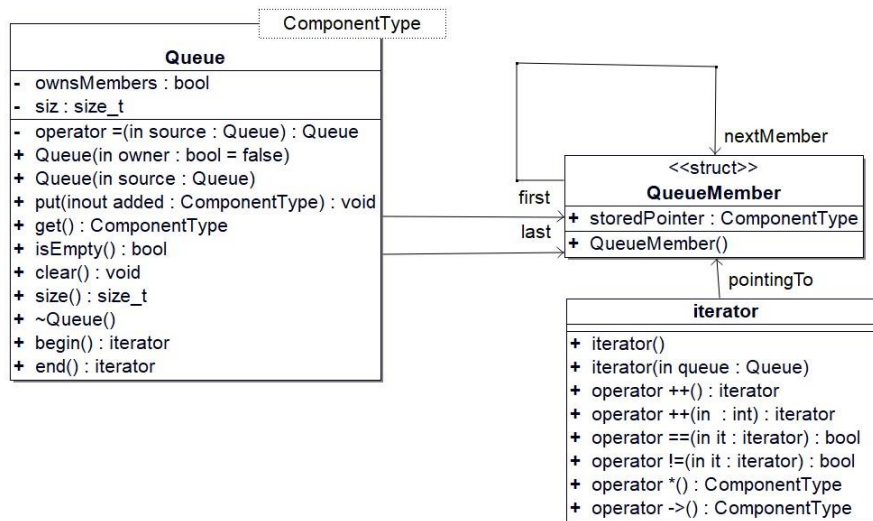 ComponentType
Queue
- ownsMembers : bool
- siz : size_t
- operator =(in source : Queue) : Queue
+ Queue(in owner : bool = false)
+ Queue(in source : Queue)
+ put(inout added : ComponentType) : void
+ get() : ComponentType
+ isEmpty() : bool
+ clear() : void
+ size() : size_t
+ ~Queue()
+ begin() : iterator
+ end() : iterator
first
last
nextMember
<<struct>>
QueueMember
+ storedPointer : ComponentType
+ QueueMember()
pointingTo
iterator
+ iterator()
+ iterator(in queue : Queue)
+ operator ++() : iterator
+ operator ++(in : int) : iterator
+ operator ==(in it : iterator) : bool
+ operator !=(in it : iterator) : bool
+ operator *() : ComponentType
+ operator ->() : ComponentType